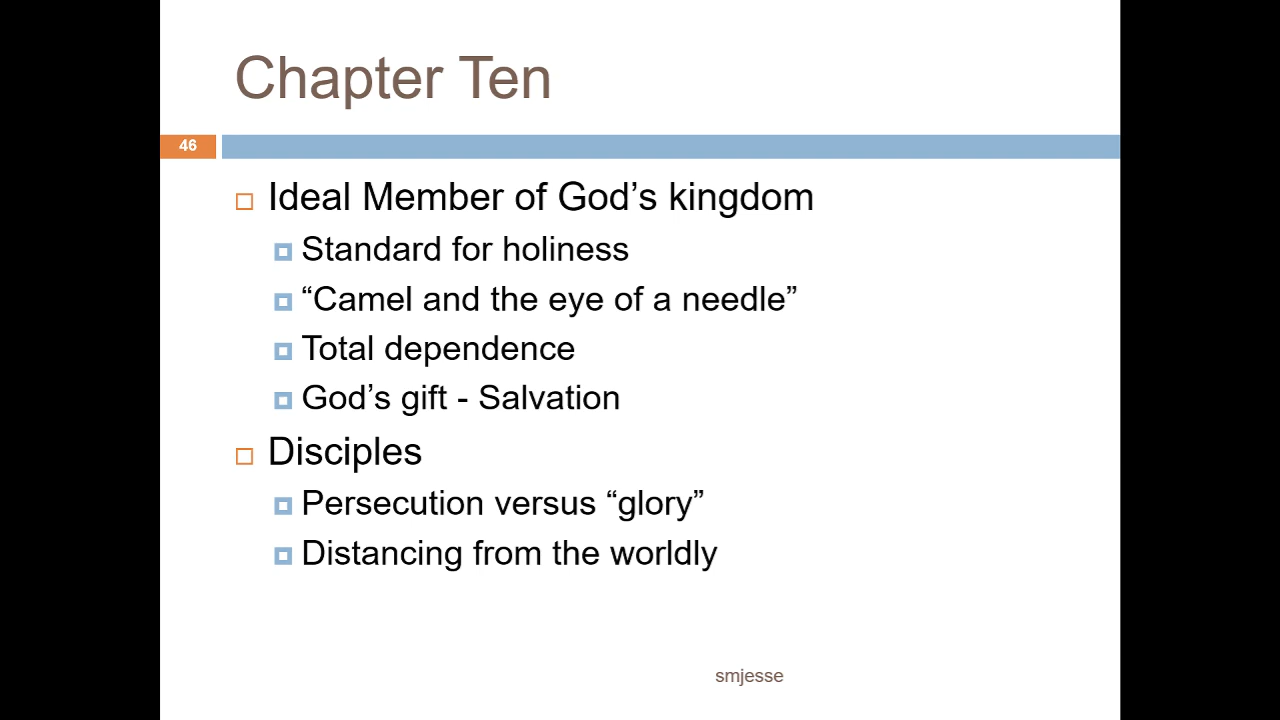 Chapter Ten
46
Ideal Member of God’s kingdom
Standard for holiness
“Camel and the eye of a needle”
Total dependence
God’s gift - Salvation
Disciples
Persecution versus “glory”
Distancing from the worldly
smjesse